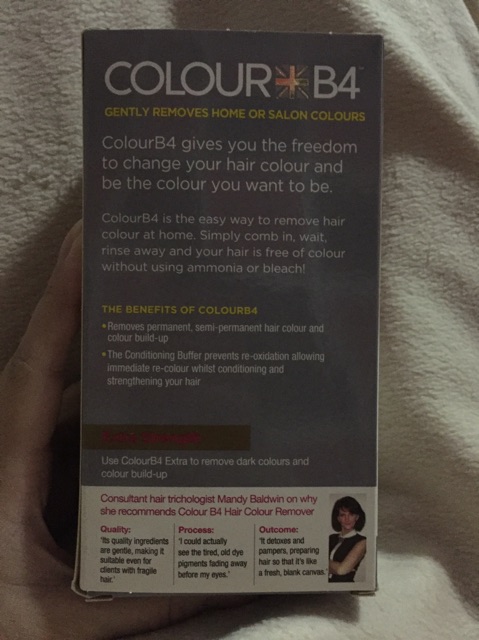 COLOUR B4™
GENTLY REMOVES HOME OR SALON COLOURS
ColourB4 gives you the freedom
to change your hair colour and
be the colour you want to be.
ColourB4 is the easy way to remove hair
colour at home. Simply comb in, wait,
rinse away and your hair is free of colour
without using ammonia or bleach!
THE BENEFITS OF COLOURB4
• Removes permanent, semi-permanent hair colour and
colour build-up
• The Conditioning Buffer prevents re-oxidation allowing
immediate re-colour whilst conditioning and
strengthening your hair
Use ColourB4 Extra to remove dark colours and
colour build-up
Consultant hair trichologist Mandy Baldwin on why
she recommends Colour B4 Hair Colour Remover
Quality:
'Its quality ingredients
are gentle, making it
suitable even for
clients with fragile
hair.'
Process:
'I could actually
see the tired, old dye
pigments fading away
before my eyes.'
Outcome:
'It detoxes and
pampers, preparing
hair so that it's like
a fresh, blank canvas.'